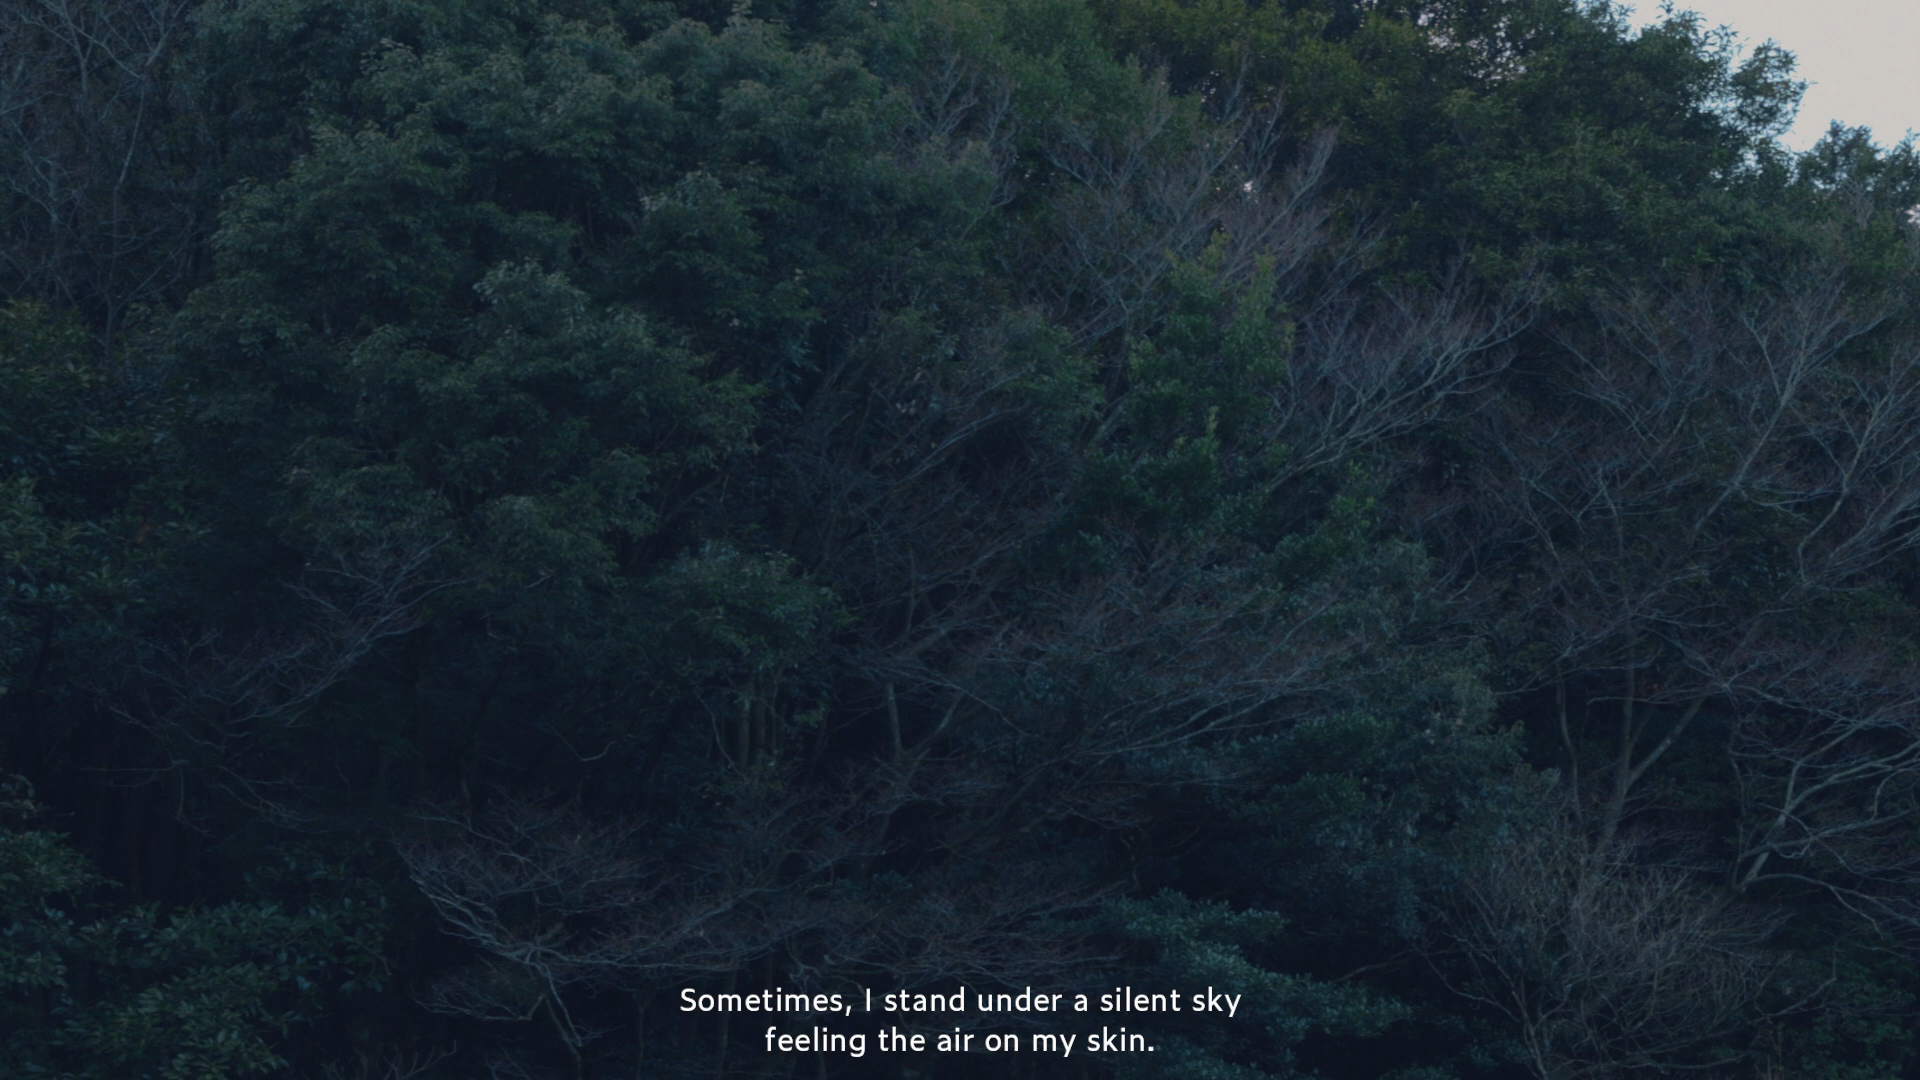 Sometimes, I stand under a silent sky
feeling the air on my skin.